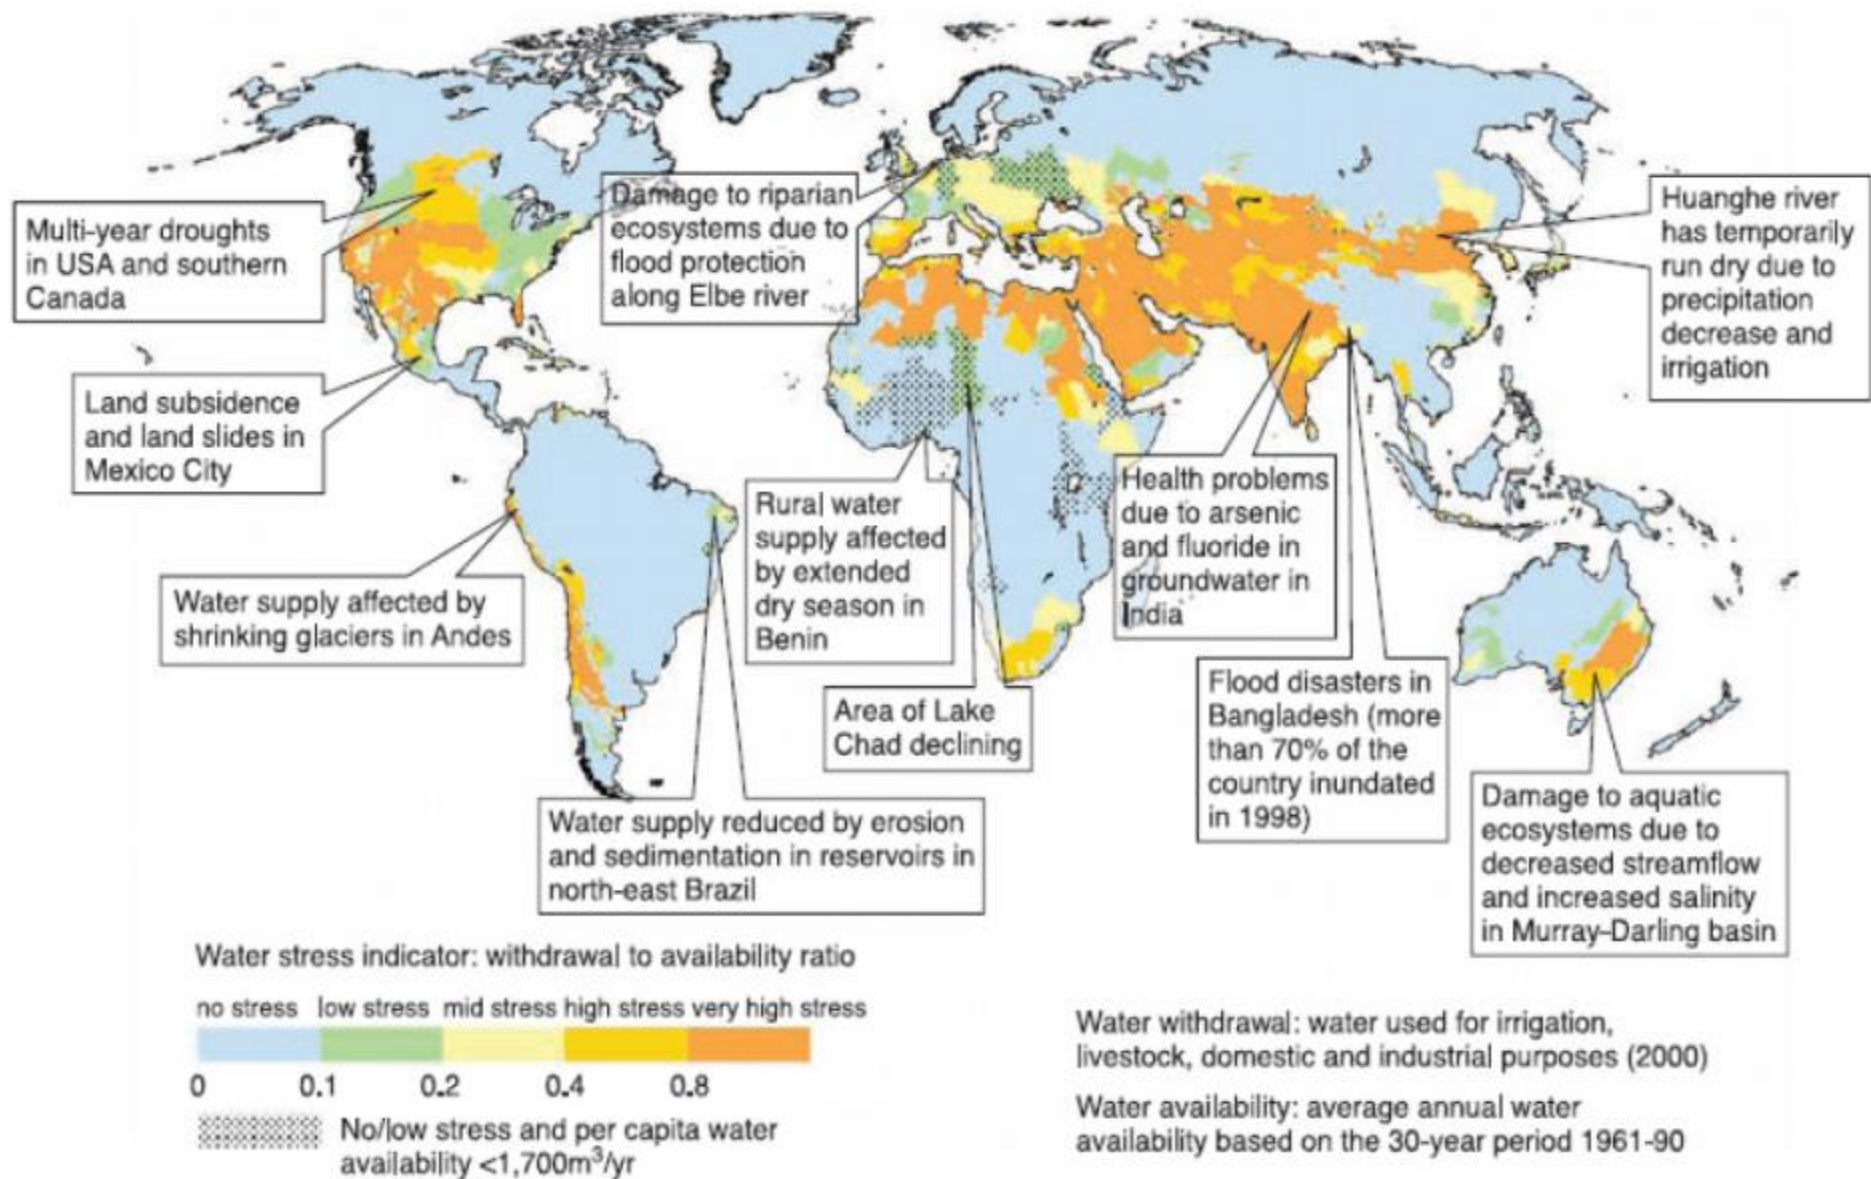 Multi-year droughts
in USA and southern
Canada
Damage to riparian
ecosystems due to
flood protection
along Elbe river
Huanghe river
has temporarily
run dry due to
precipitation
decrease and
irrigation
Land subsidence
and land slides in
Mexico City
Water supply affected by
shrinking glaciers in Andes
Rural water
supply affected
by extended
dry season in
Benin
Health problems
due to arsenic
and fluoride in
groundwater in
India
Area of Lake
Chad declining
Flood disasters in
Bangladesh (more
than 70% of the
country inundated
in 1998)
Water supply reduced by erosion
and sedimentation in reservoirs in
north-east Brazil
Damage to aquatic
ecosystems due to
decreased streamflow
and increased salinity
in Murray-Darling basin
Water stress indicator: withdrawal to availability ratio
no stress low stress mid stress high stress very high stress
0 0.1 0.2 0.4 0.8
No/low stress and per capita water
availability <1,700m³/yr
Water withdrawal: water used for irrigation,
livestock, domestic and industrial purposes (2000)
Water availability: average annual water
availability based on the 30-year period 1961-90